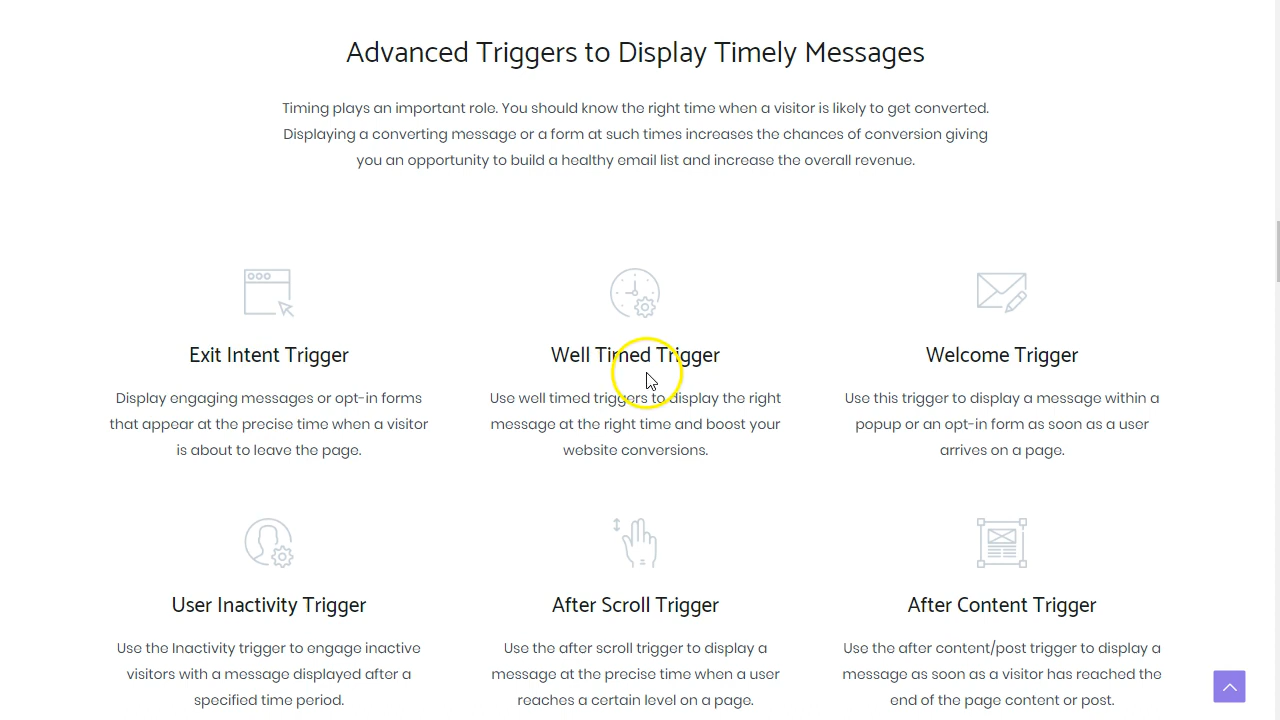 Advanced Triggers to Display Timely Messages
Timing plays an important role. You should know the right time when a visitor is likely to get converted.
Displaying a converting message or a form at such times increases the chances of conversion giving
you an opportunity to build a healthy email list and increase the overall revenue.
Exit Intent Trigger
Display engaging messages or opt-in forms
that appear at the precise time when a visitor
is about to leave the page.
Well Timed Trigger
Use well timed triggers to display the right
message at the right time and boost your
website conversions.
Welcome Trigger
Use this trigger to display a message within a
popup or an opt-in form as soon as a user
arrives on a page.
User Inactivity Trigger
Use the Inactivity trigger to engage inactive
visitors with a message displayed after a
specified time period.
After Scroll Trigger
Use the after scroll trigger to display a
message at the precise time when a user
reaches a certain level on a page.
After Content Trigger
Use the after content/post trigger to display a
message as soon as a visitor has reached the
end of the page content or post.